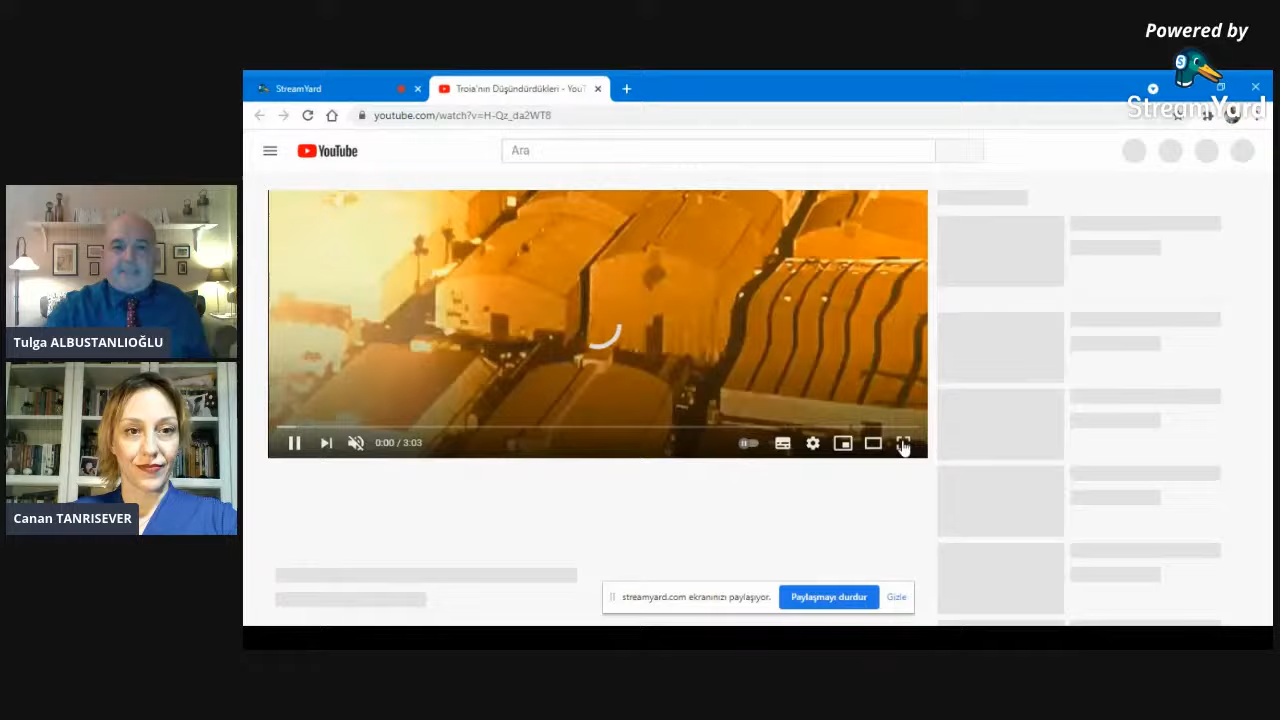 Powered by
StreamYard
StreamYard
Troia'nın Düşündürdükleri - YouT
youtube.com/watch?v=H-Qz_da2WT8
YouTube
Ara
0:00 / 3:03
Tulga ALBUSTANLIOĞLU
Canan TANRISEVER
streamyard.com ekranınızı paylaşıyor.
Paylaşmayı durdur
Gizle